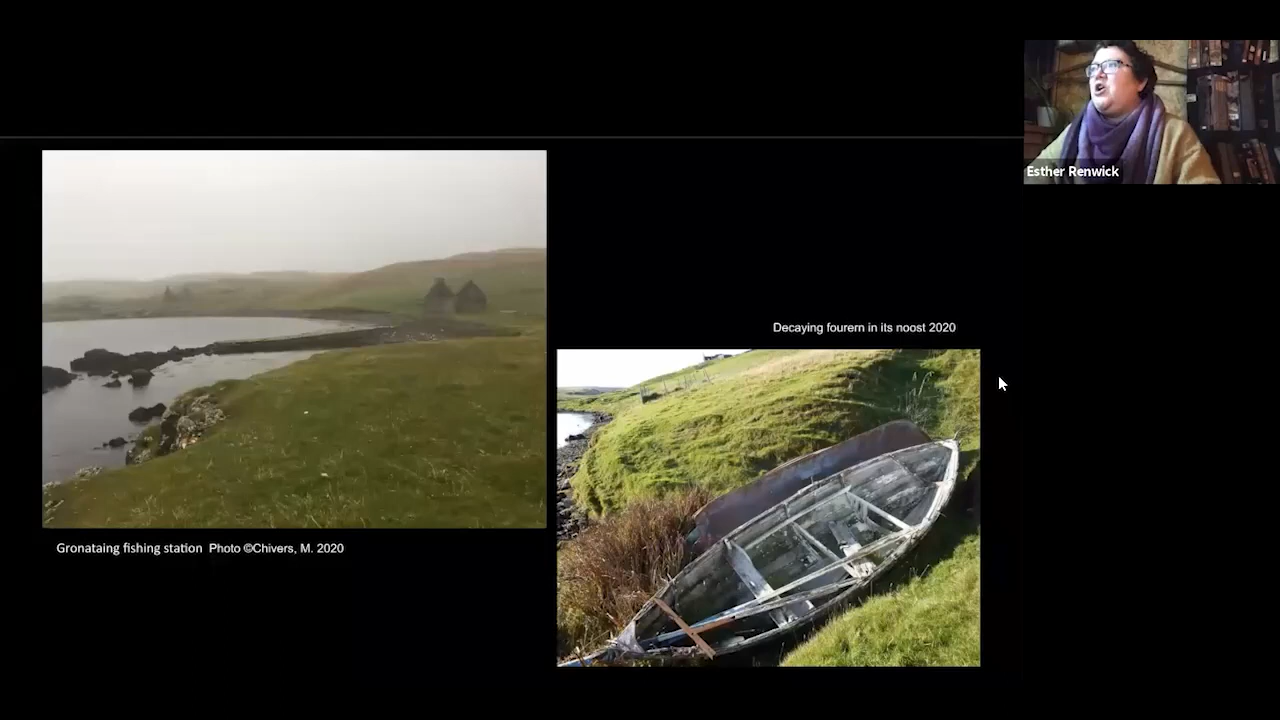 Esther Renwick
Decaying fourern in its noost 2020
Gronataing fishing station Photo ©Chivers, M. 2020